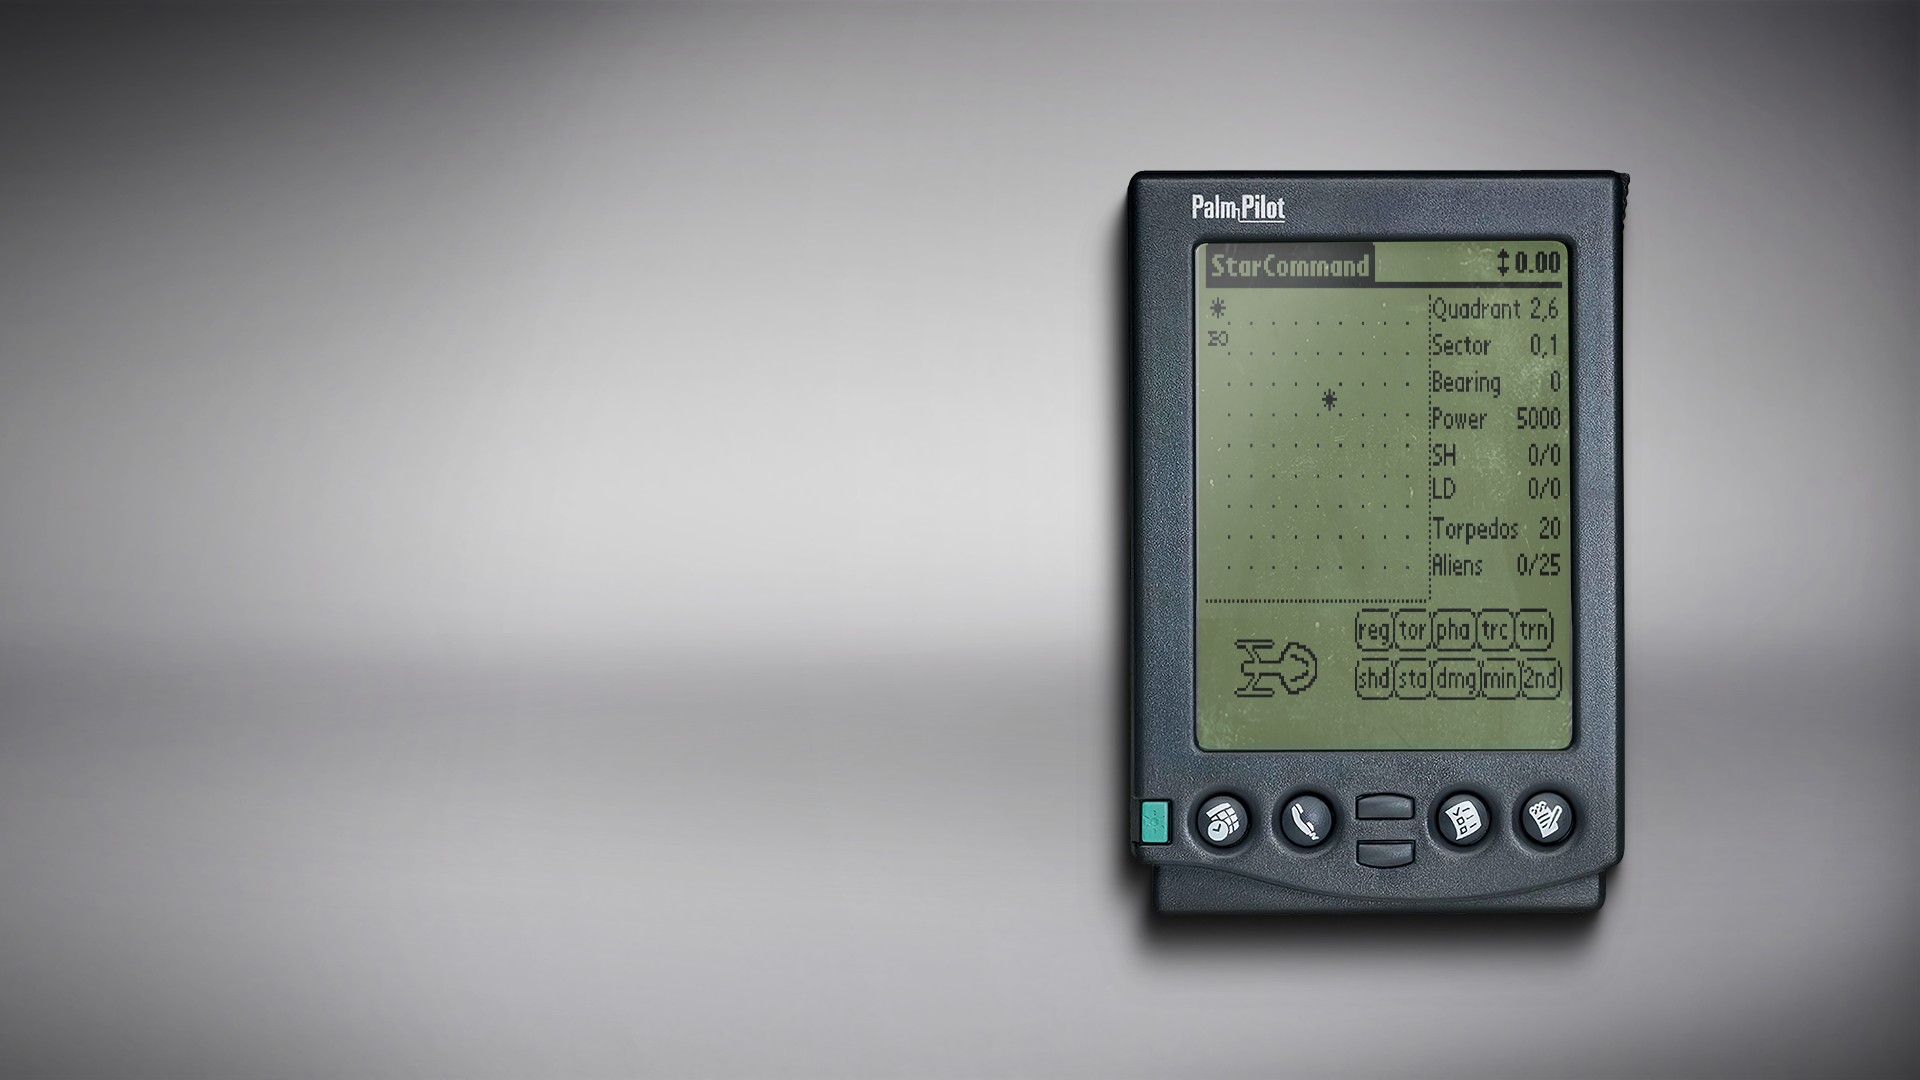 PalmPilot
StarCommand 0.00
Quadrant 2,6
Sector 0,1
Bearing 0
Power 5000
SH 0/0
LD 0/0
Torpedos 20
Aliens 0/25
reg tor pha trc trn
shd sta dmg min 2nd